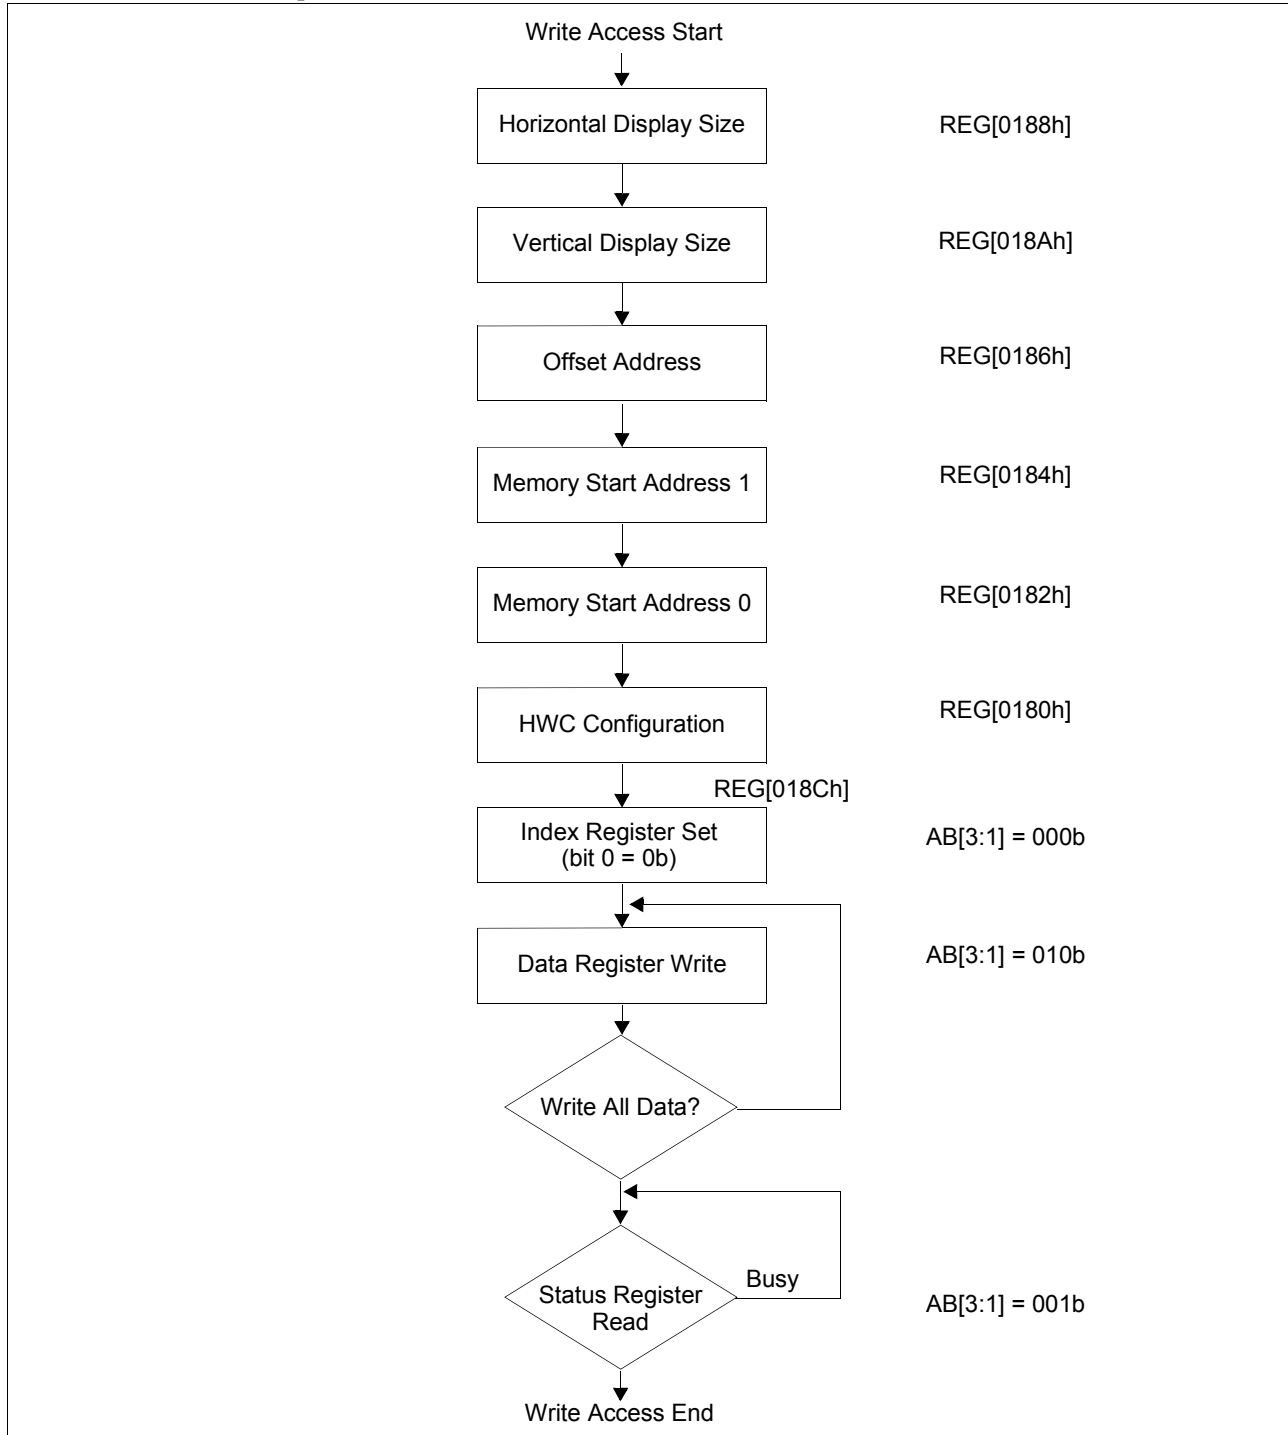 Write Access Start
Horizontal Display Size
REG[0188h]
Vertical Display Size
REG[018Ah]
Offset Address
REG[0186h]
Memory Start Address 1
REG[0184h]
Memory Start Address 0
REG[0182h]
HWC Configuration
REG[0180h]
REG[018Ch]
Index Register Set
(bit 0 = 0b)
AB[3:1] = 000b
Data Register Write
AB[3:1] = 010b
Write All Data?
Busy
Status Register
Read
AB[3:1] = 001b
Write Access End